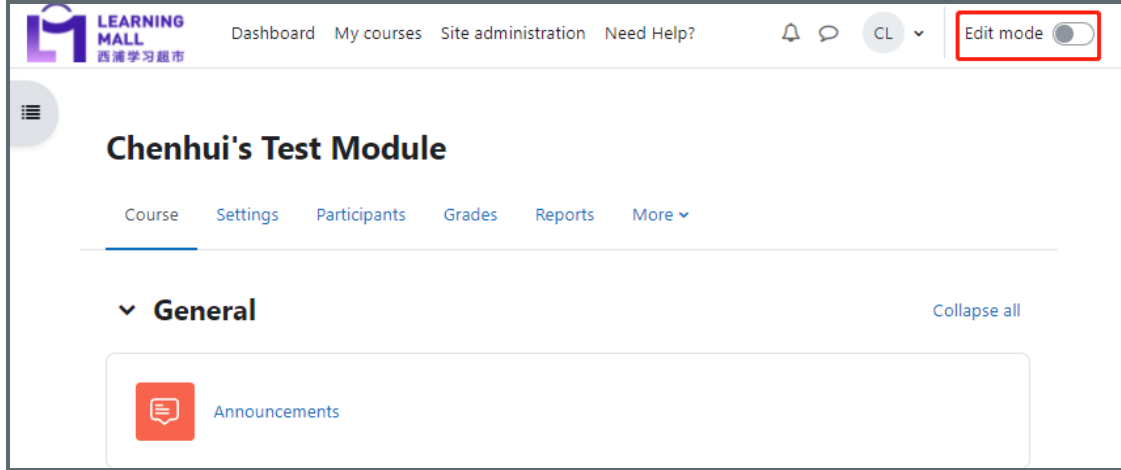 LEARNING
MALL
西浦学习超市
Dashboard My courses Site administration Need Help? CL Edit mode
Chenhui's Test Module
Course Settings Participants Grades Reports More
General Collapse all
Announcements